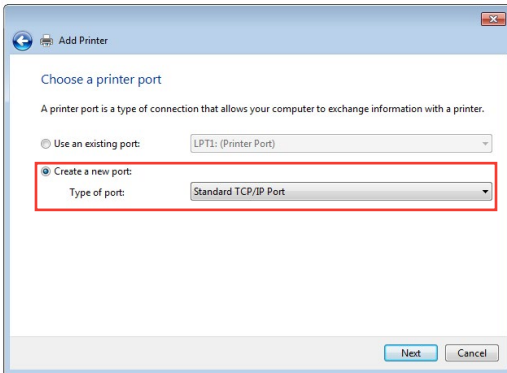 Add Printer
Choose a printer port
A printer port is a type of connection that allows your computer to exchange information with a printer.
Use an existing port: LPT1: (Printer Port)
Create a new port:
Type of port: Standard TCP/IP Port
Next Cancel